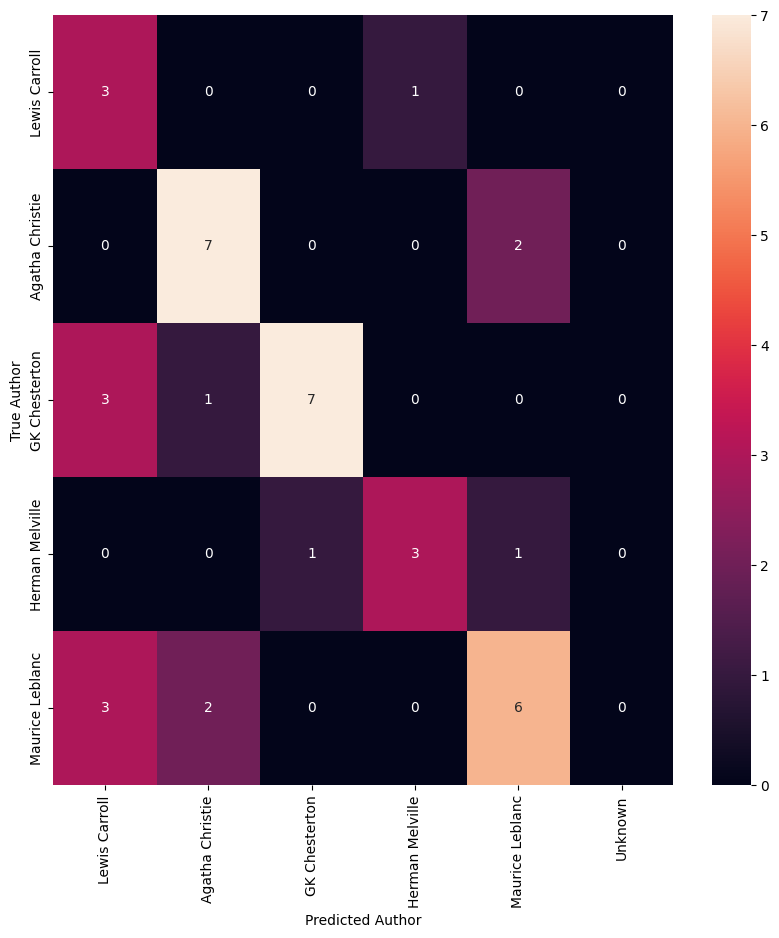 True Author
Lewis Carroll 3 0 0 1 0 0
Agatha Christie 0 7 0 0 2 0
GK Chesterton 3 1 7 0 0 0
Herman Melville 0 0 1 3 1 0
Maurice Leblanc 3 2 0 0 6 0
Lewis Carroll Agatha Christie GK Chesterton Herman Melville Maurice Leblanc Unknown
Predicted Author
7
6
5
4
3
2
1
0